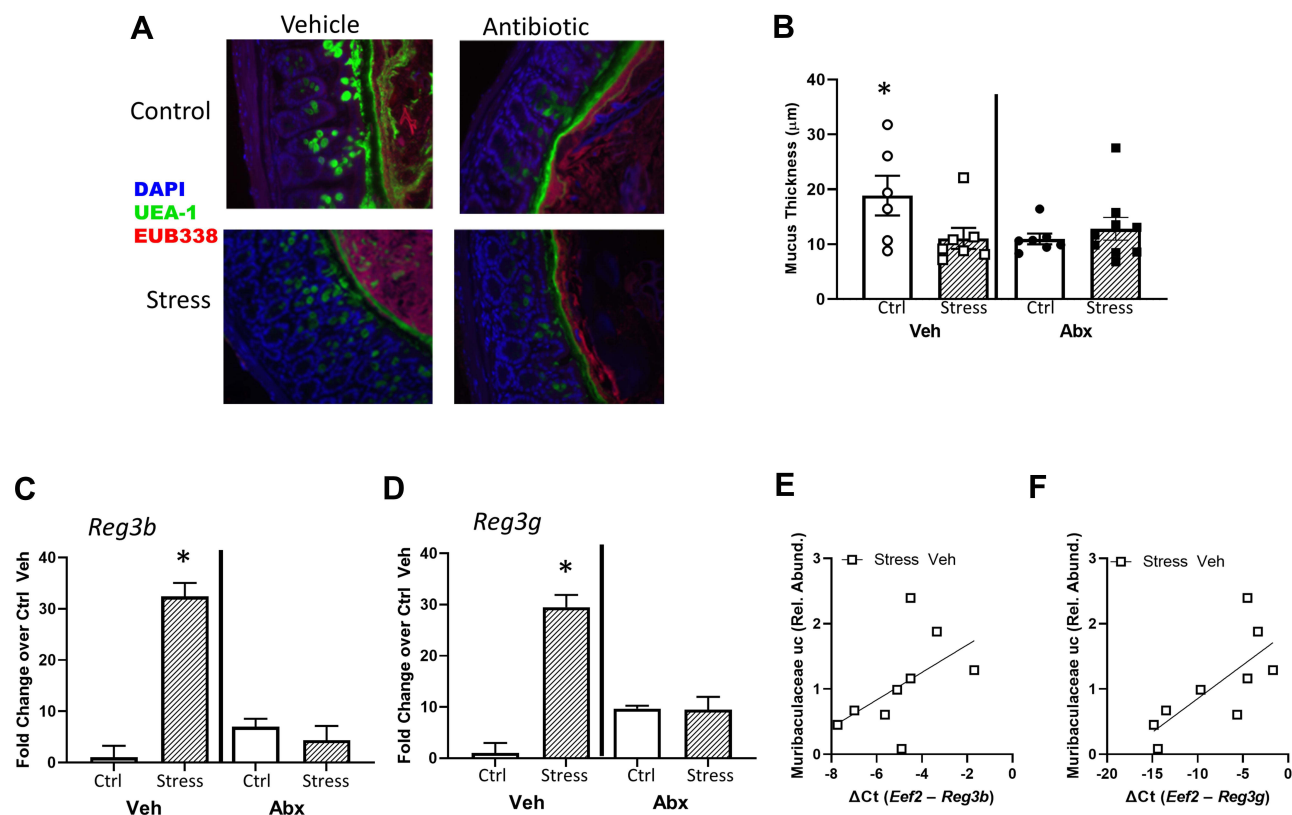 A
Vehicle
Antibiotic
Control
DAPI
UEA-1
EUB338
Stress
B
Mucus Thickness (μm)
40
30
20
10
0
*
Ctrl
Stress
Ctrl
Stress
Veh
Abx
C
Reg3b
Fold Change over Ctrl Veh
40
30
20
10
0
*
Ctrl
Stress
Ctrl
Stress
Veh
Abx
D
Reg3g
Fold Change over Ctrl Veh
40
30
20
10
0
*
Ctrl
Stress
Ctrl
Stress
Veh
Abx
E
Muribaculaceae uc (Rel. Abund.)
3
2
1
0
Stress Veh
-8
-6
-4
-2
0
ΔCt (Eef2 – Reg3b)
F
Muribaculaceae uc (Rel. Abund.)
3
2
1
0
Stress Veh
-20
-15
-10
-5
0
ΔCt (Eef2 – Reg3g)